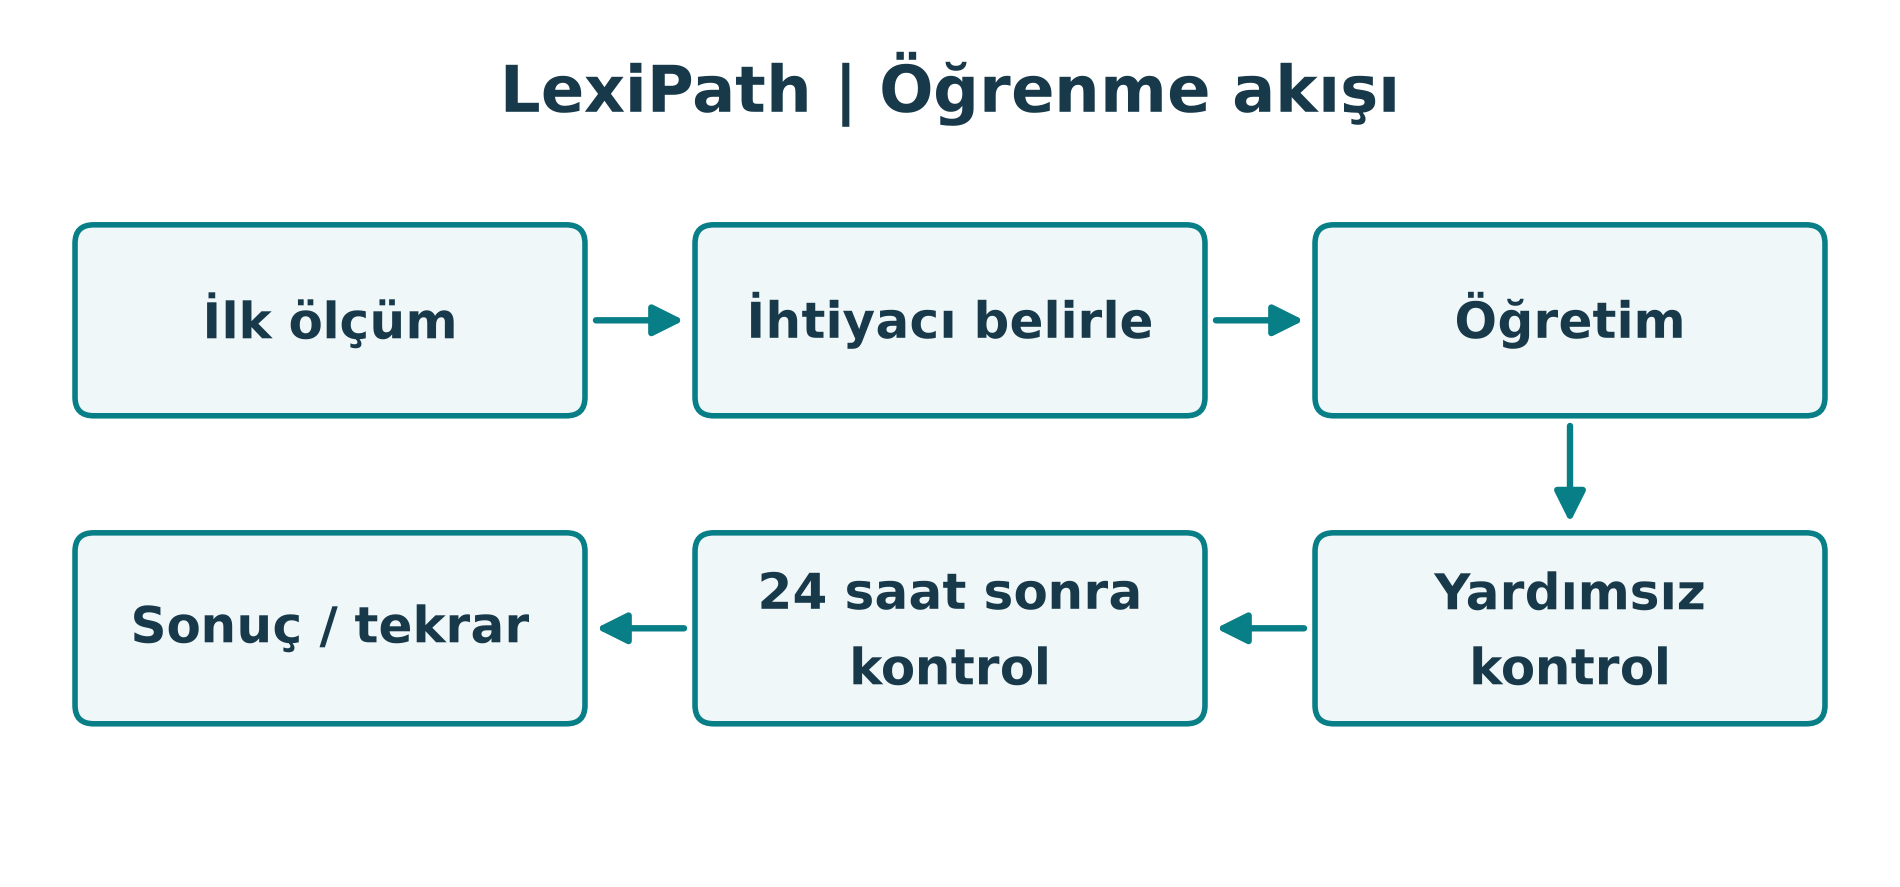 LexiPath | Öğrenme akışı
İlk ölçüm
İhtiyacı belirle
Öğretim
Yardımsız
kontrol
24 saat sonra
kontrol
Sonuç / tekrar